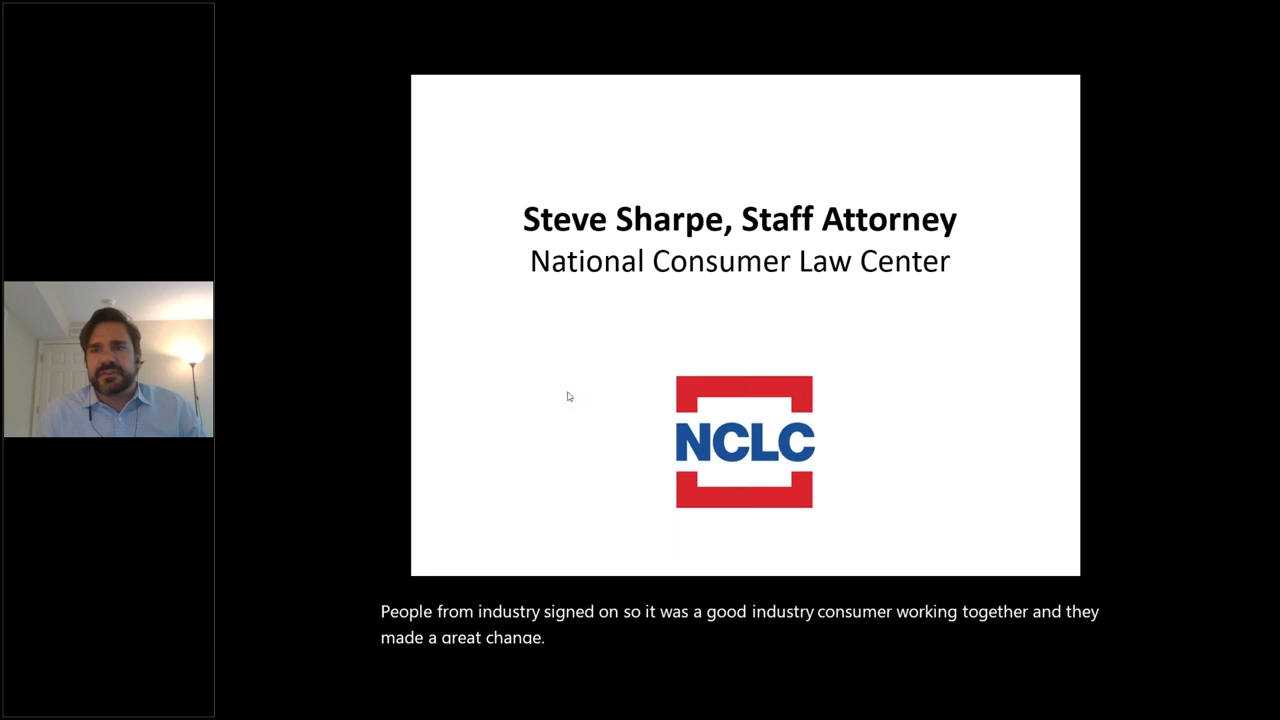 Steve Sharpe, Staff Attorney
National Consumer Law Center
NCLC
People from industry signed on so it was a good industry consumer working together and they
made a great change.